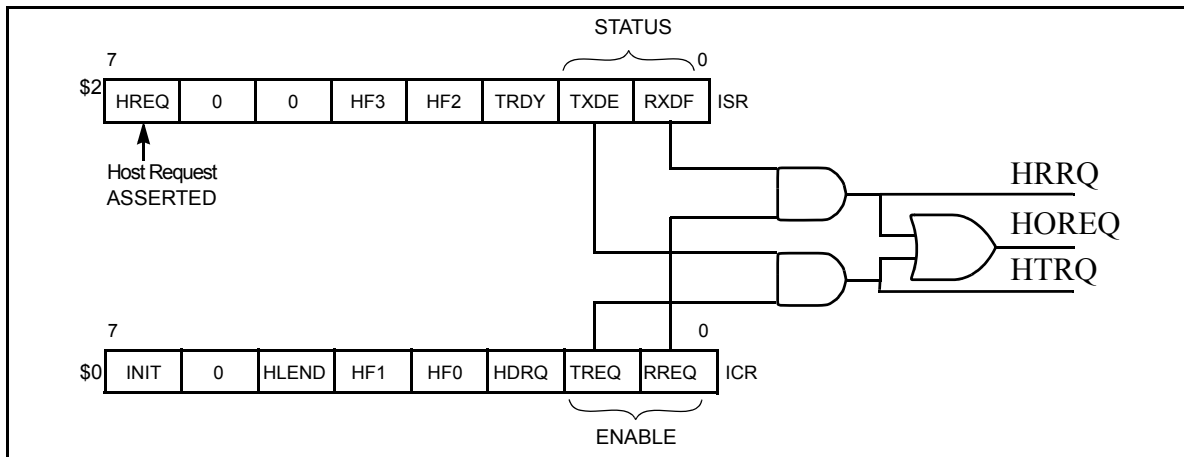 STATUS
7 0
$2 HREQ 0 0 HF3 HF2 TRDY TXDE RXDF ISR
Host Request
ASSERTED
HRRQ
HOREQ
HTRQ
7 0
$0 INIT 0 HLEND HF1 HF0 HDRQ TREQ RREQ ICR
ENABLE